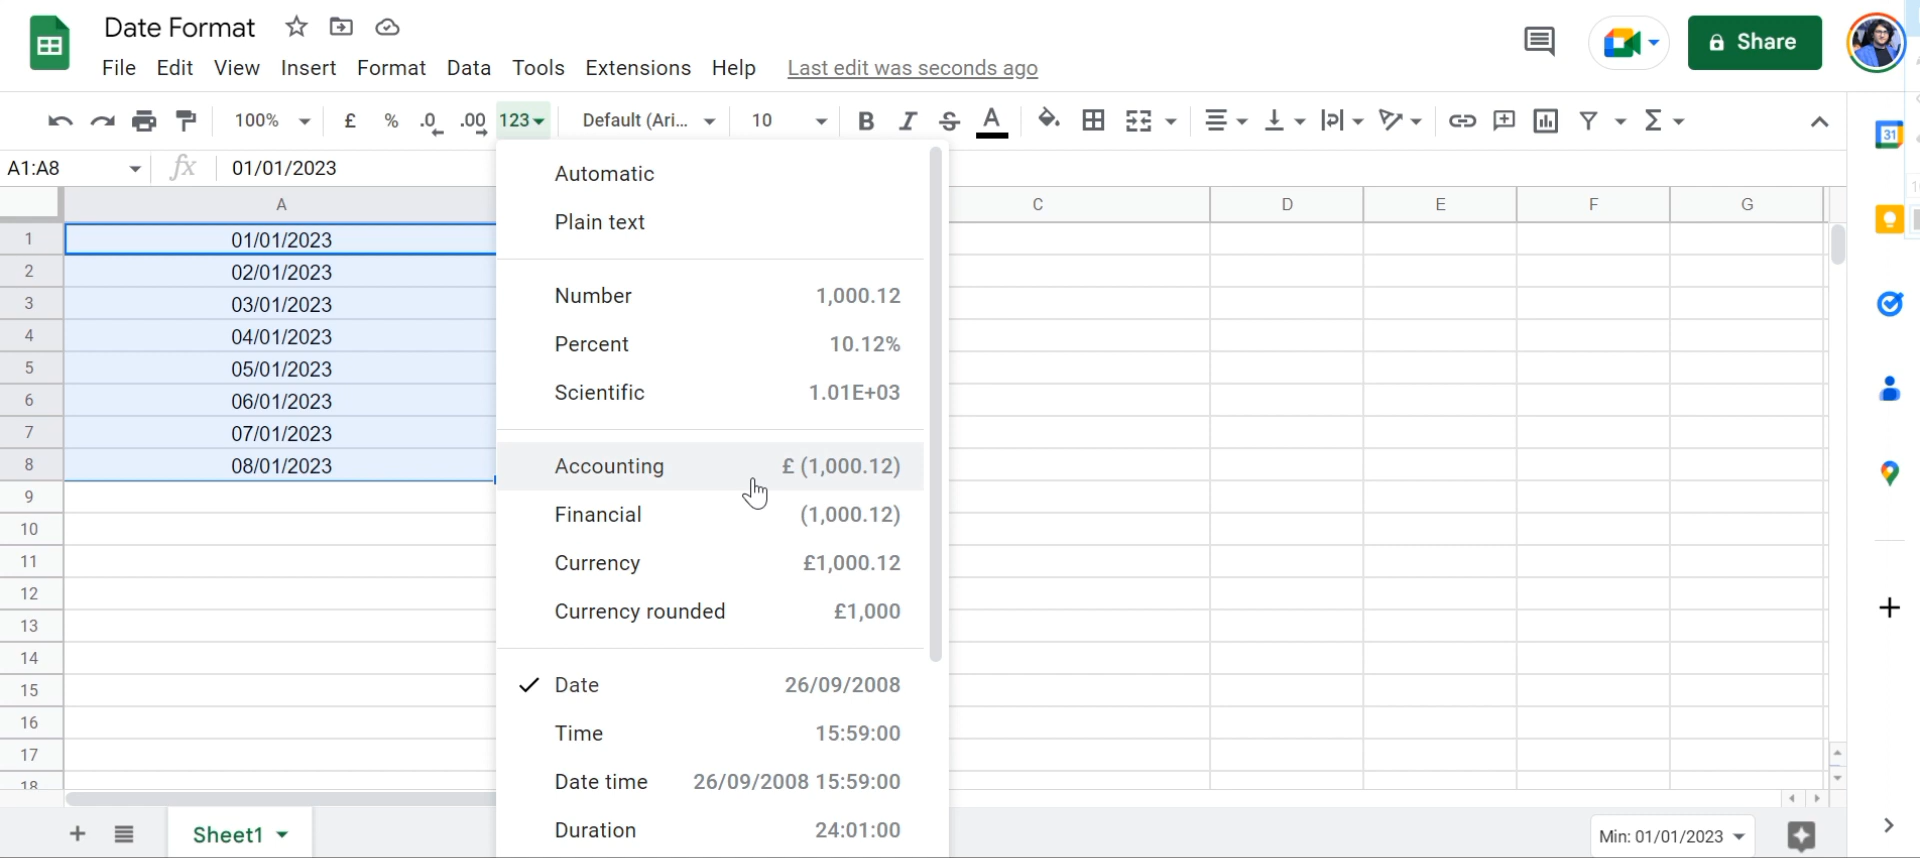 Date Format
File Edit View Insert Format Data Tools Extensions Help Last edit was seconds ago
Share
100% £ % .0 .00 123 Default (Ari... 10 B I S A
31
A1:A8 fx 01/01/2023
A C D E F G
1 01/01/2023
2 02/01/2023
3 03/01/2023
4 04/01/2023
5 05/01/2023
6 06/01/2023
7 07/01/2023
8 08/01/2023
9
10
11
12
13
14
15
16
17
18
Automatic
Plain text
Number 1,000.12
Percent 10.12%
Scientific 1.01E+03
Accounting £ (1,000.12)
Financial (1,000.12)
Currency £1,000.12
Currency rounded £1,000
Date 26/09/2008
Time 15:59:00
Date time 26/09/2008 15:59:00
Duration 24:01:00
Sheet1
Min: 01/01/2023